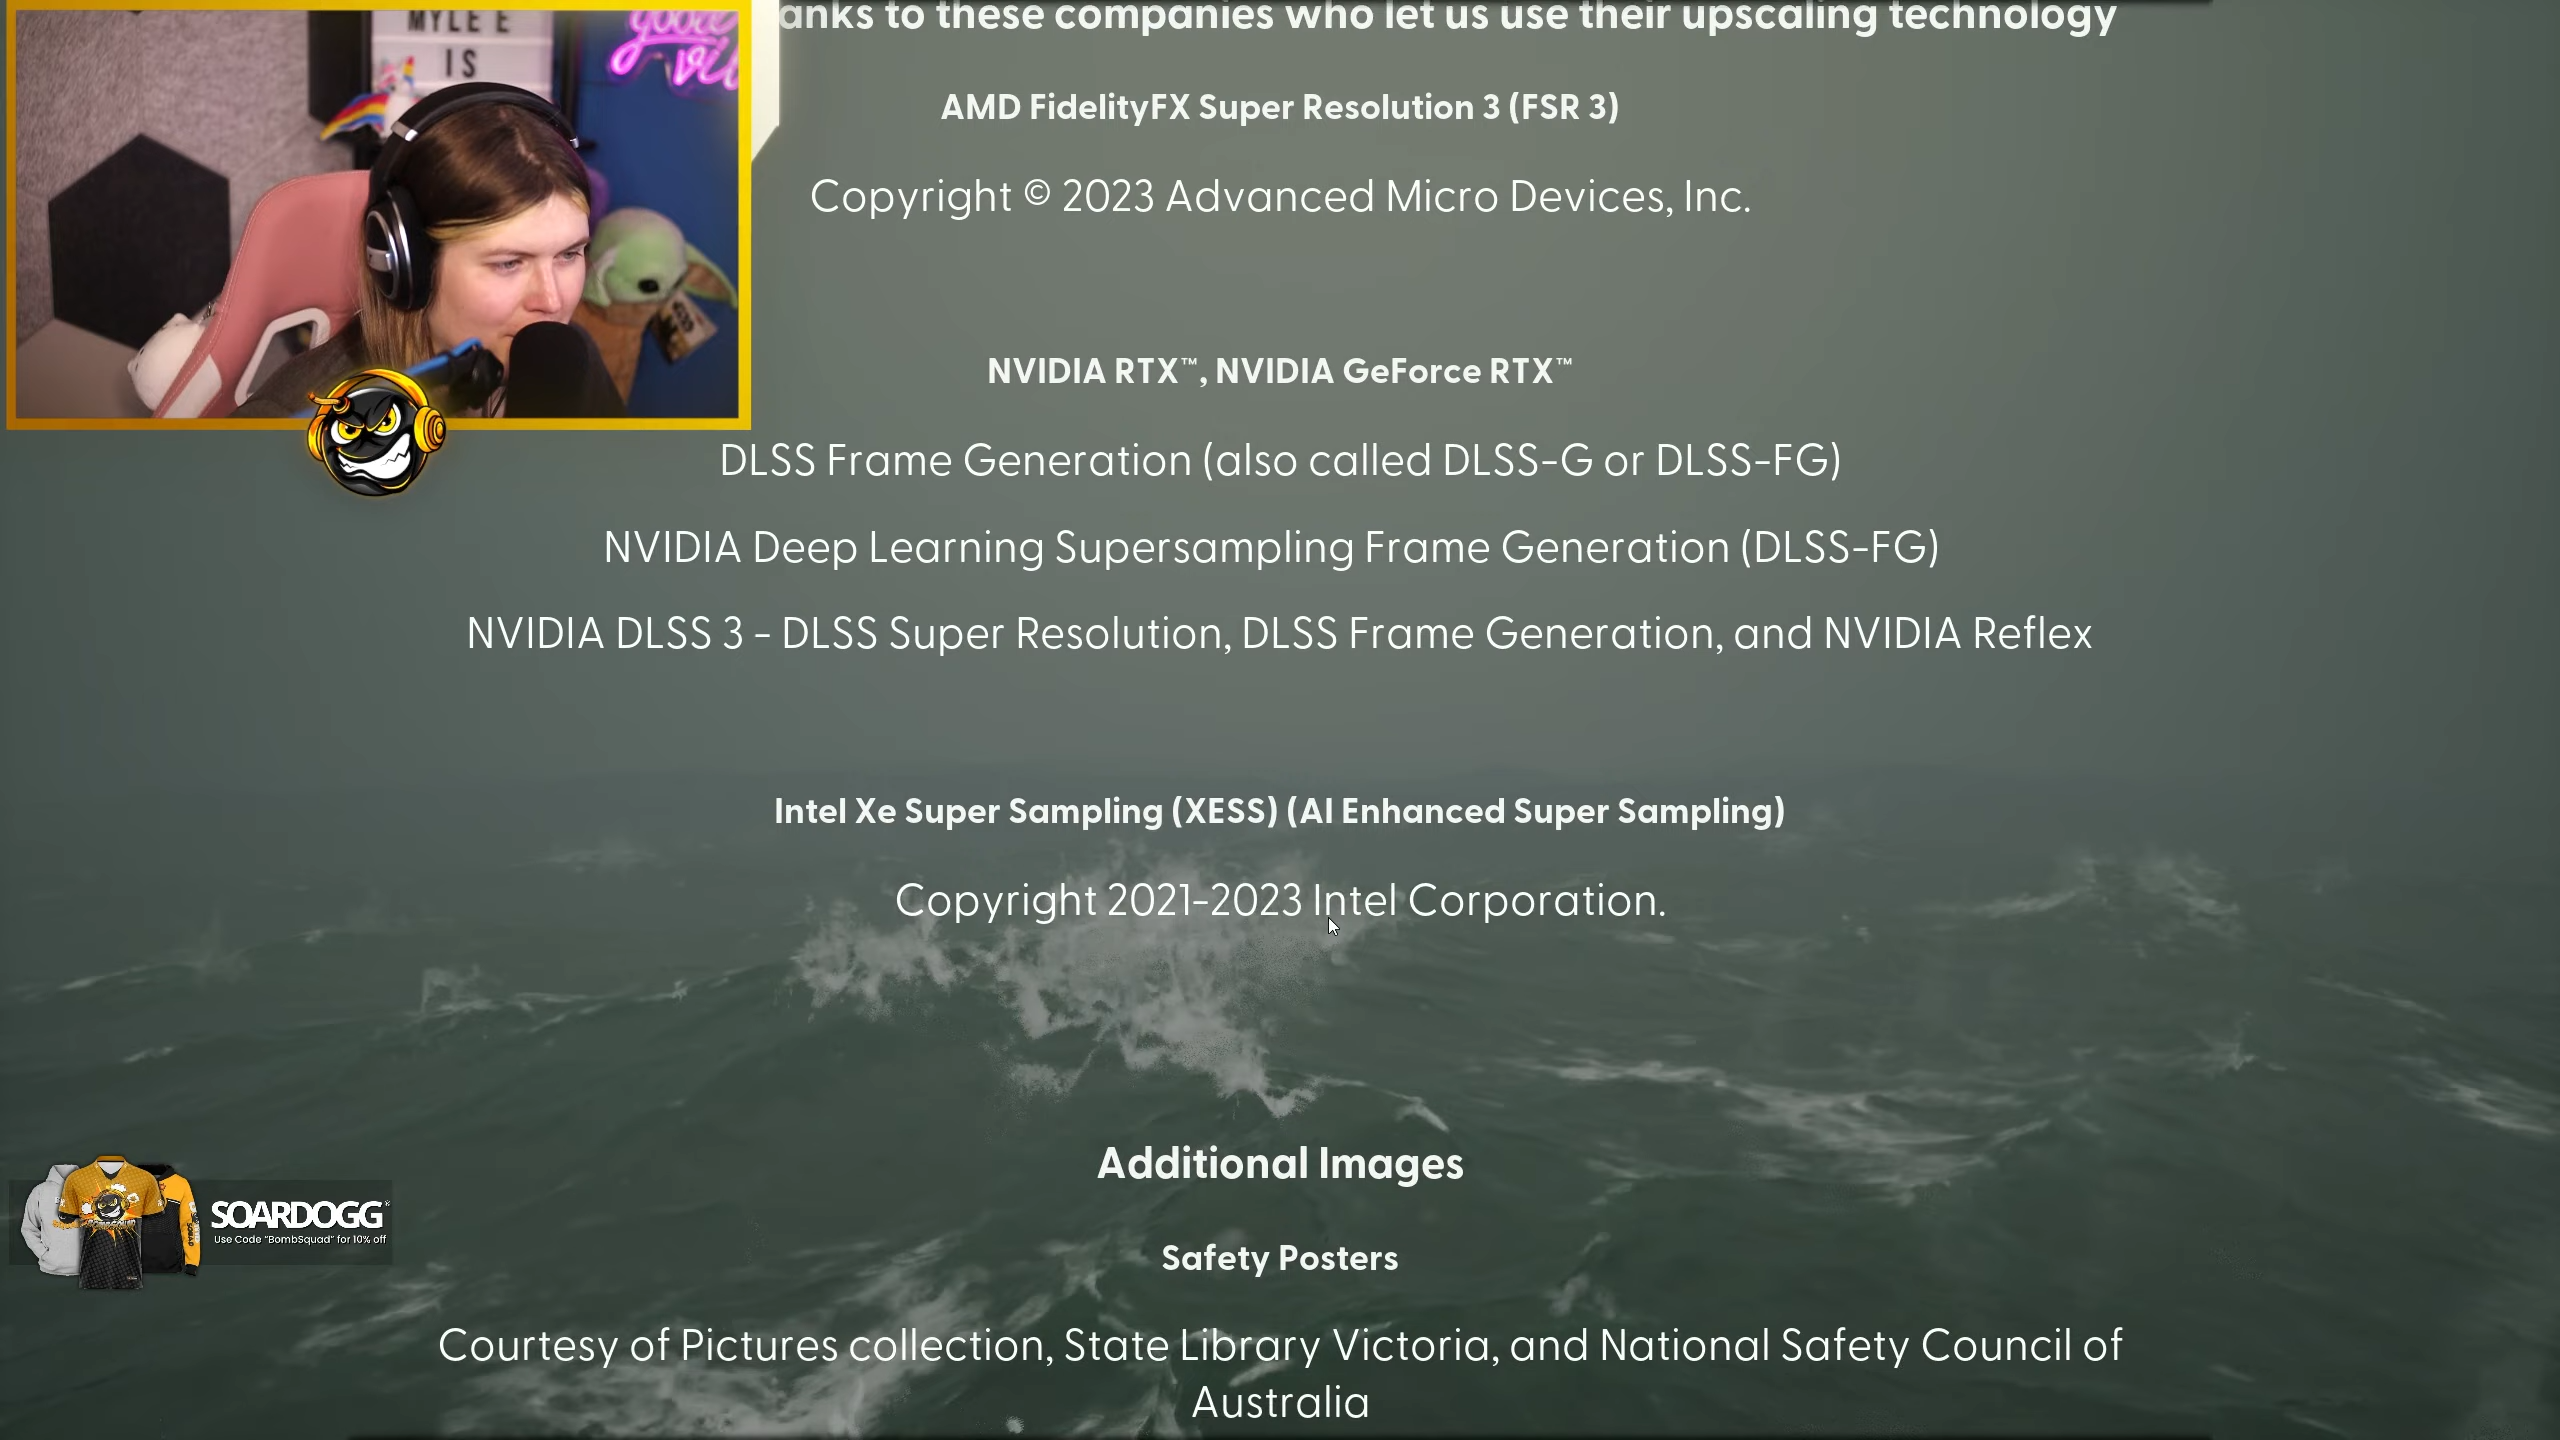 anks to these companies who let us use their upscaling technology
MYLE E
IS
good
AMD FidelityFX Super Resolution 3 (FSR 3)
Copyright © 2023 Advanced Micro Devices, Inc.
NVIDIA RTX™, NVIDIA GeForce RTX™
DLSS Frame Generation (also called DLSS-G or DLSS-FG)
NVIDIA Deep Learning Supersampling Frame Generation (DLSS-FG)
NVIDIA DLSS 3 - DLSS Super Resolution, DLSS Frame Generation, and NVIDIA Reflex
Intel Xe Super Sampling (XESS) (AI Enhanced Super Sampling)
Copyright 2021-2023 Intel Corporation.
Additional Images
Safety Posters
SOARDOGG
Use Code "BombSquad" for 10% off
Courtesy of Pictures collection, State Library Victoria, and National Safety Council of
Australia